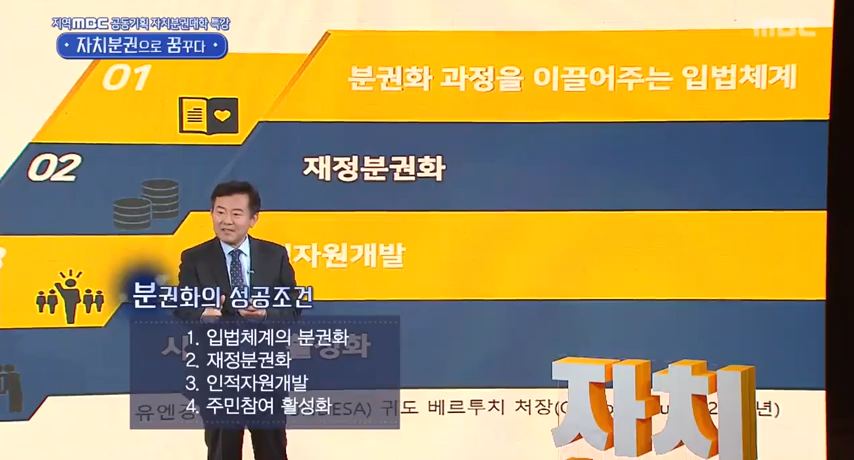 지역MBC 공동기획 자치분권대학 특강
자치분권으로 꿈꾸다
MBC
01
분권화 과정을 이끌어주는 입법체계
02
재정분권화
자원개발
분권화의 성공조건
1. 입법체계의 분권화
2. 재정분권화
3. 인적자원개발
4. 주민참여 활성화
귀도 베르투치 처장
자치